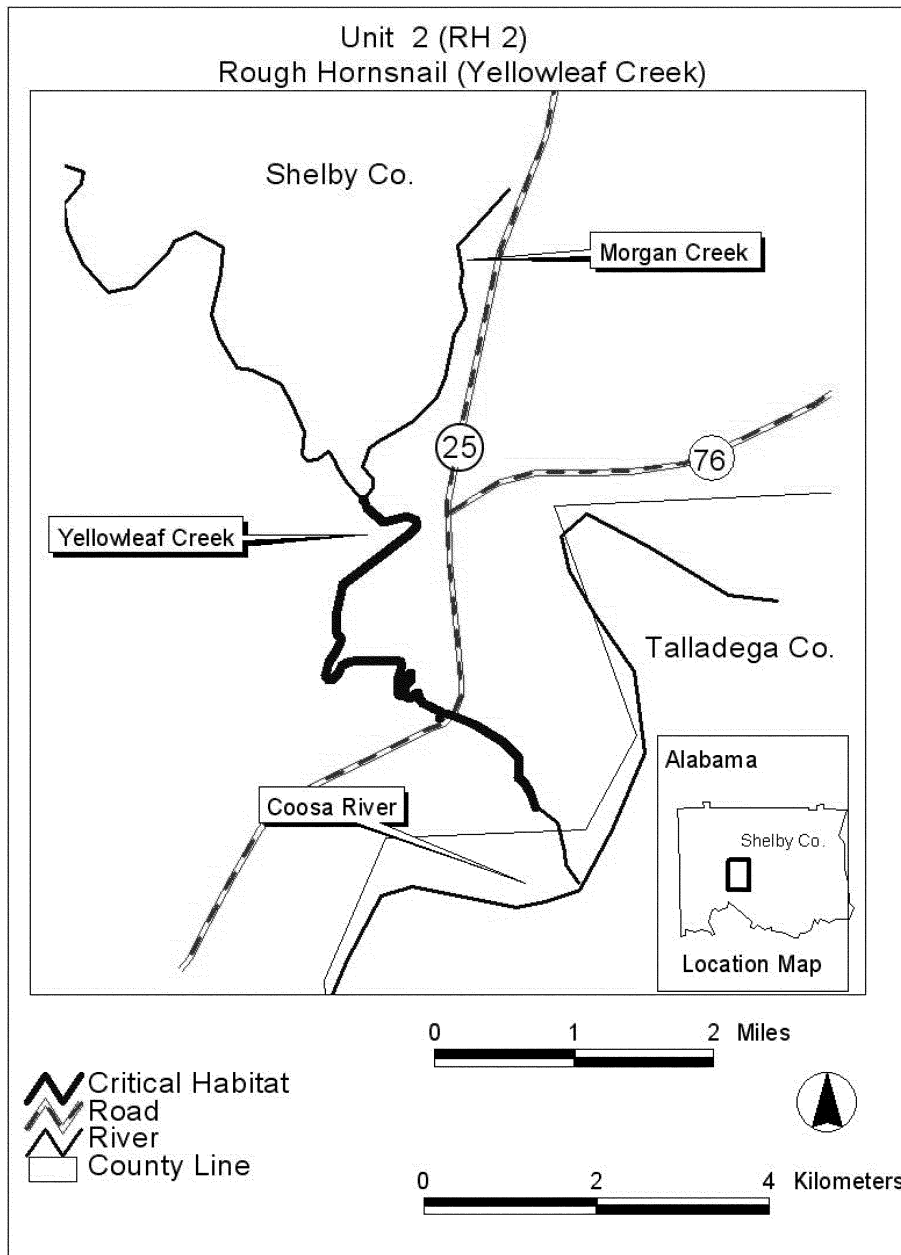 Unit 2 (RH 2)
Rough Hornsnail (Yellowleaf Creek)
Shelby Co.
Morgan Creek
25
76
Yellowleaf Creek
Talladega Co.
Alabama
Coosa River
Shelby Co.
Location Map
0 1 2 Miles
Critical Habitat
Road
River
County Line
0 2 4 Kilometers